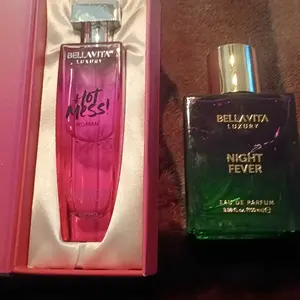 BELLAVITA
LUXURY
Hot
Mess!
WOMAN
BELLAVITA
LUXURY
NIGHT
FEVER
EAU DE PARFUM